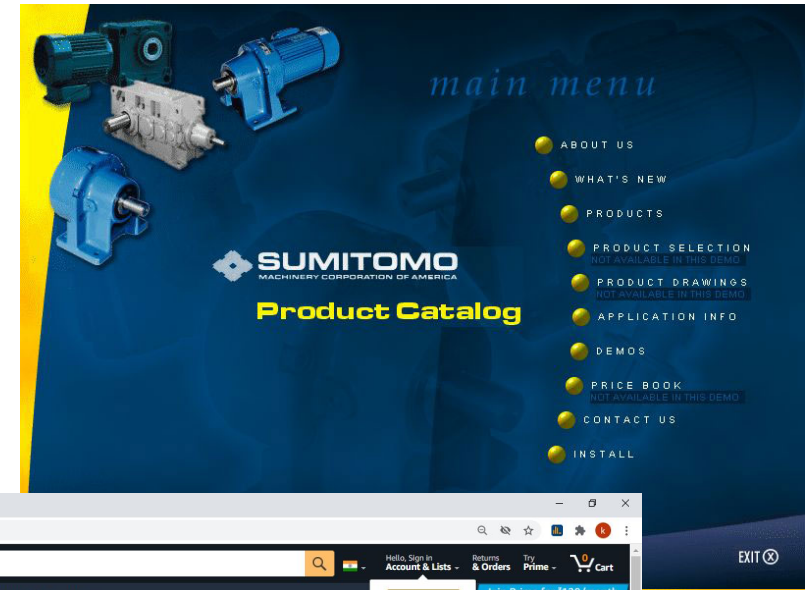 main menu
ABOUT US
WHAT'S NEW
PRODUCTS
PRODUCT SELECTION
NOT AVAILABLE IN THIS DEMO
PRODUCT DRAWINGS
NOT AVAILABLE IN THIS DEMO
APPLICATION INFO
DEMOS
PRICE BOOK
NOT AVAILABLE IN THIS DEMO
CONTACT US
INSTALL
SUMITOMO
MACHINERY CORPORATION OF AMERICA
Product Catalog
EXIT
k
Hello, Sign in
Account & Lists
Returns
& Orders
Try
Prime
0
Cart